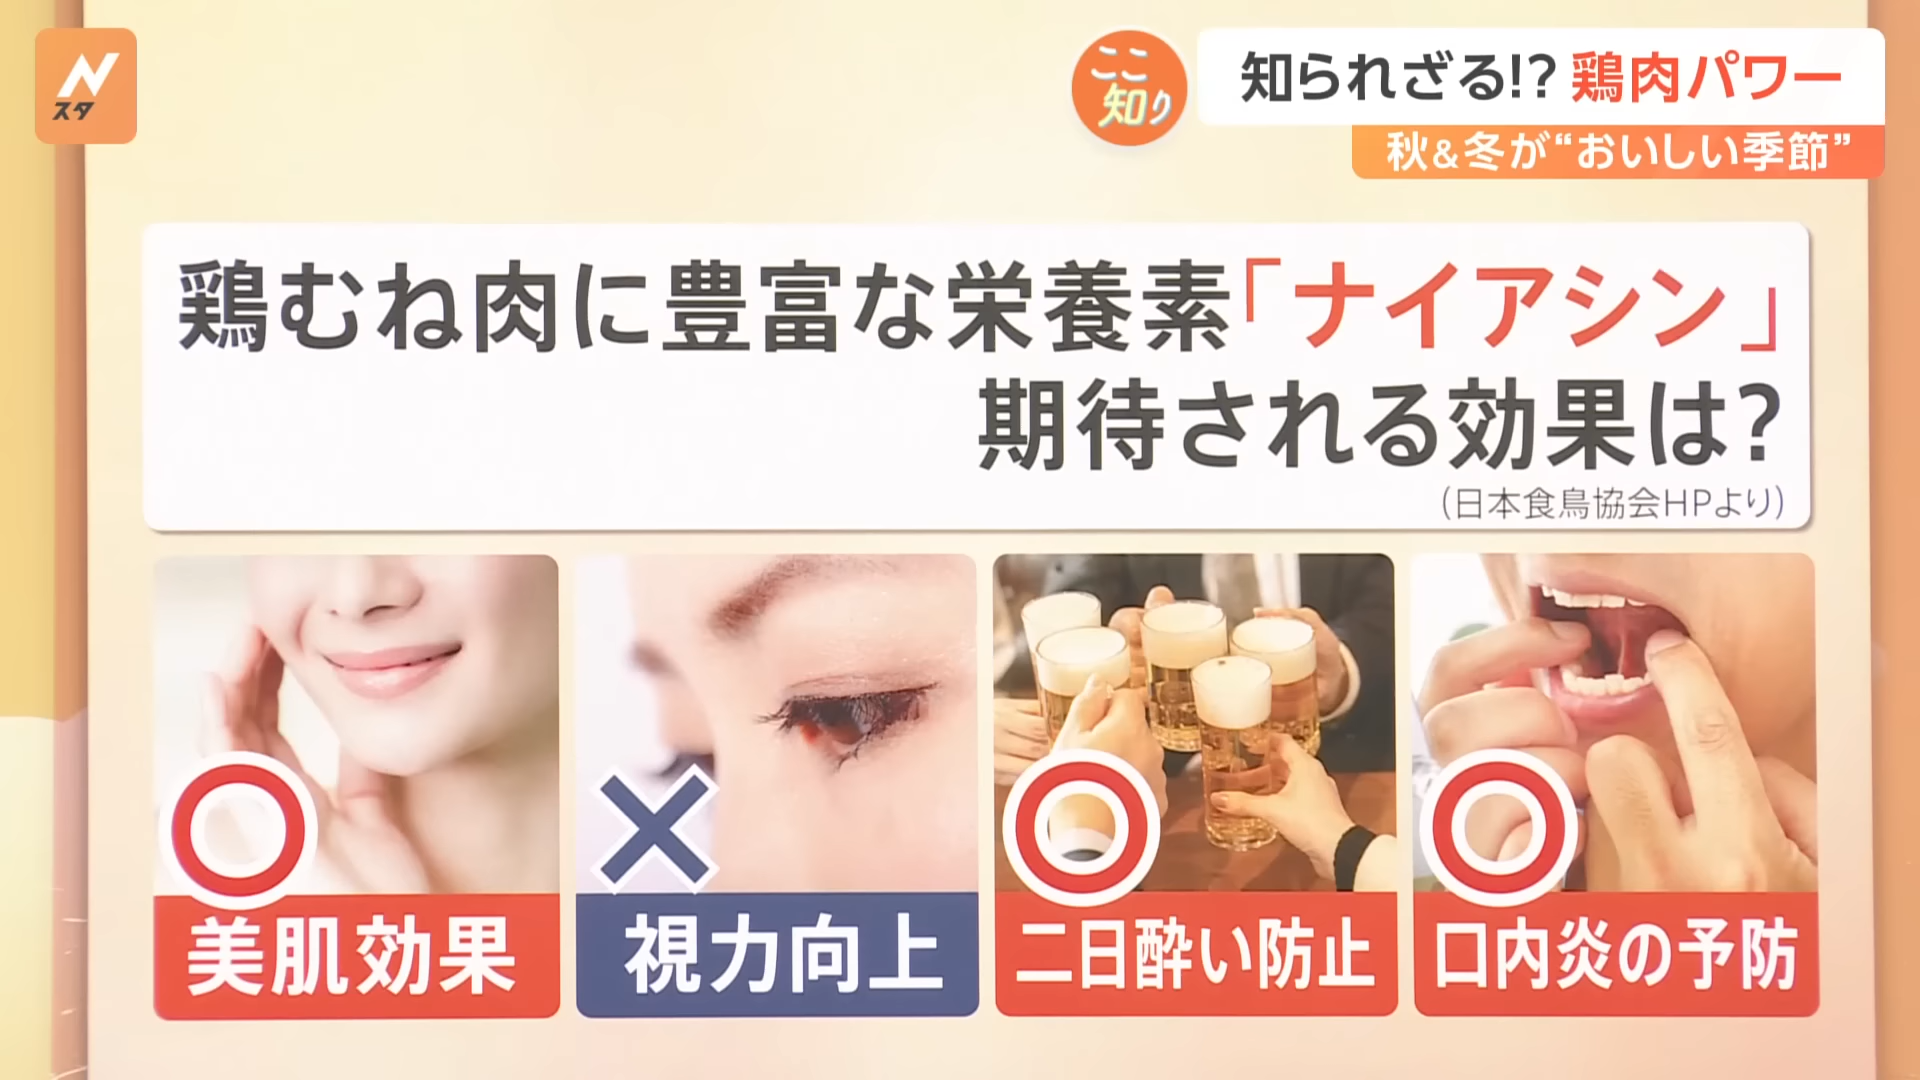 Nスタ
ここ
知り
知られざる!?鶏肉パワー
秋&冬が“おいしい季節”
鶏むね肉に豊富な栄養素「ナイアシン」
期待される効果は?
(日本食鳥協会HPより)
美肌効果
視力向上
二日酔い防止
口内炎の予防